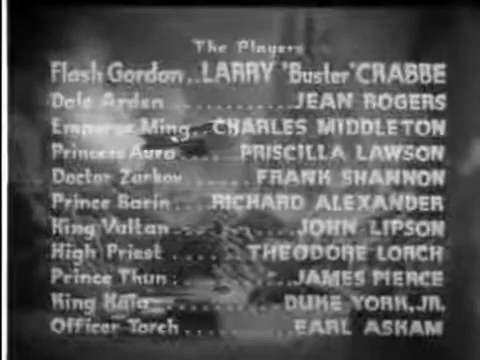 The Players
Flash Gordon..LARRY "Buster" CRABBE
Dale Arden ...........JEAN ROGERS
Emperor Ming..CHARLES MIDDLETON
Princess Aura .....PRISCILLA LAWSON
Doctor Zarkov .......FRANK SHANNON
Prince Barin....RICHARD ALEXANDER
King Vultan............JOHN LIPSON
High Priest ......THEODORE LORCH
Prince Thun...........JAMES PIERCE
King Kala...........DUKE YORK, JR.
Officer Torch .........EARL ASKAM